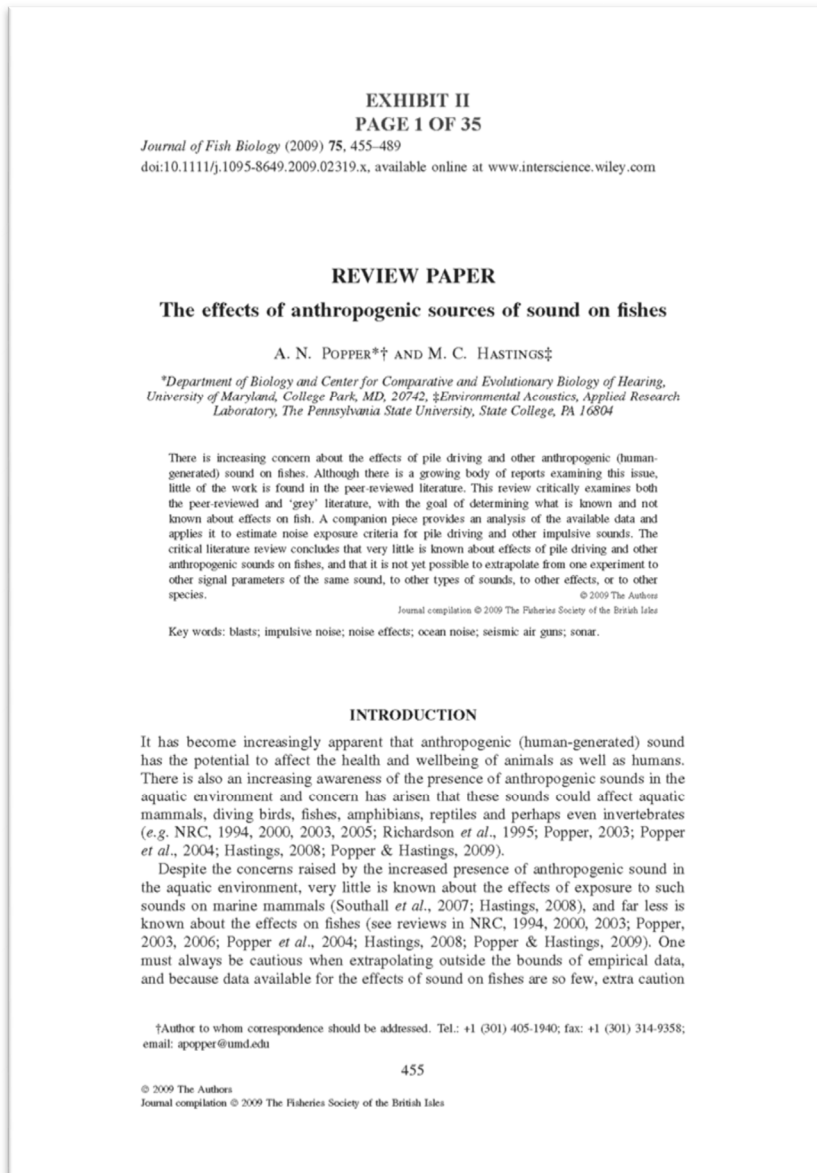 EXHIBIT II
PAGE 1 OF 35
Journal of Fish Biology (2009) 75, 455–489
doi:10.1111/j.1095-8649.2009.02319.x, available online at www.interscience.wiley.com
REVIEW PAPER
The effects of anthropogenic sources of sound on fishes
A. N. Popper*† and M. C. Hastings‡
*Department of Biology and Center for Comparative and Evolutionary Biology of Hearing,
University of Maryland, College Park, MD, 20742, ‡Environmental Acoustics, Applied Research
Laboratory, The Pennsylvania State University, State College, PA 16804
There is increasing concern about the effects of pile driving and other anthropogenic (human-
generated) sound on fishes. Although there is a growing body of reports examining this issue,
little of the work is found in the peer-reviewed literature. This review critically examines both
the peer-reviewed and ‘grey’ literature, with the goal of determining what is known and not
known about effects on fish. A companion piece provides an analysis of the available data and
applies it to estimate noise exposure criteria for pile driving and other impulsive sounds. The
critical literature review concludes that very little is known about effects of pile driving and other
anthropogenic sounds on fishes, and that it is not yet possible to extrapolate from one experiment to
other signal parameters of the same sound, to other types of sounds, to other effects, or to other
species. © 2009 The Authors
Journal compilation © 2009 The Fisheries Society of the British Isles
Key words: blasts; impulsive noise; noise effects; ocean noise; seismic air guns; sonar.
INTRODUCTION
It has become increasingly apparent that anthropogenic (human-generated) sound
has the potential to affect the health and wellbeing of animals as well as humans.
There is also an increasing awareness of the presence of anthropogenic sounds in the
aquatic environment and concern has arisen that these sounds could affect aquatic
mammals, diving birds, fishes, amphibians, reptiles and perhaps even invertebrates
(e.g. NRC, 1994, 2000, 2003, 2005; Richardson et al., 1995; Popper, 2003; Popper
et al., 2004; Hastings, 2008; Popper & Hastings, 2009).
Despite the concerns raised by the increased presence of anthropogenic sound in
the aquatic environment, very little is known about the effects of exposure to such
sounds on marine mammals (Southall et al., 2007; Hastings, 2008), and far less is
known about the effects on fishes (see reviews in NRC, 1994, 2000, 2003; Popper,
2003, 2006; Popper et al., 2004; Hastings, 2008; Popper & Hastings, 2009). One
must always be cautious when extrapolating outside the bounds of empirical data,
and because data available for the effects of sound on fishes are so few, extra caution
†Author to whom correspondence should be addressed. Tel.: +1 (301) 405-1940; fax: +1 (301) 314-9358;
email: apopper@umd.edu
455
© 2009 The Authors
Journal compilation © 2009 The Fisheries Society of the British Isles